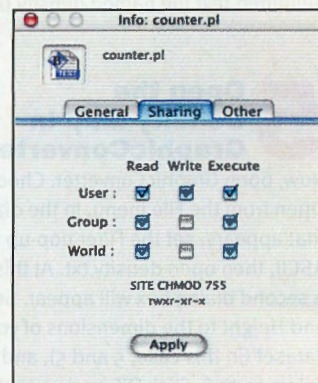 Info: counter.pl
TEXT
counter.pl
General Sharing Other
Read Write Execute
User :
Group :
World :
SITE CHMOD 755
rwxr-xr-x
Apply